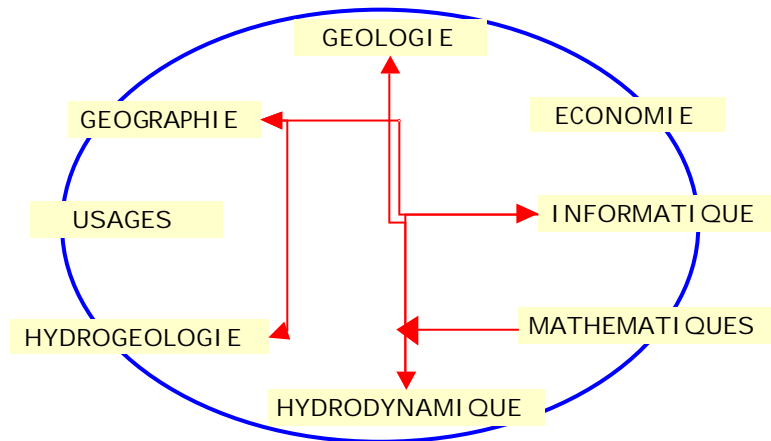 GEOLOGIE
ECONOMIE
GEOGRAPHIE
INFORMATIQUE
USAGES
MATHEMATIQUES
HYDROGEOLOGIE
HYDRODYNAMIQUE